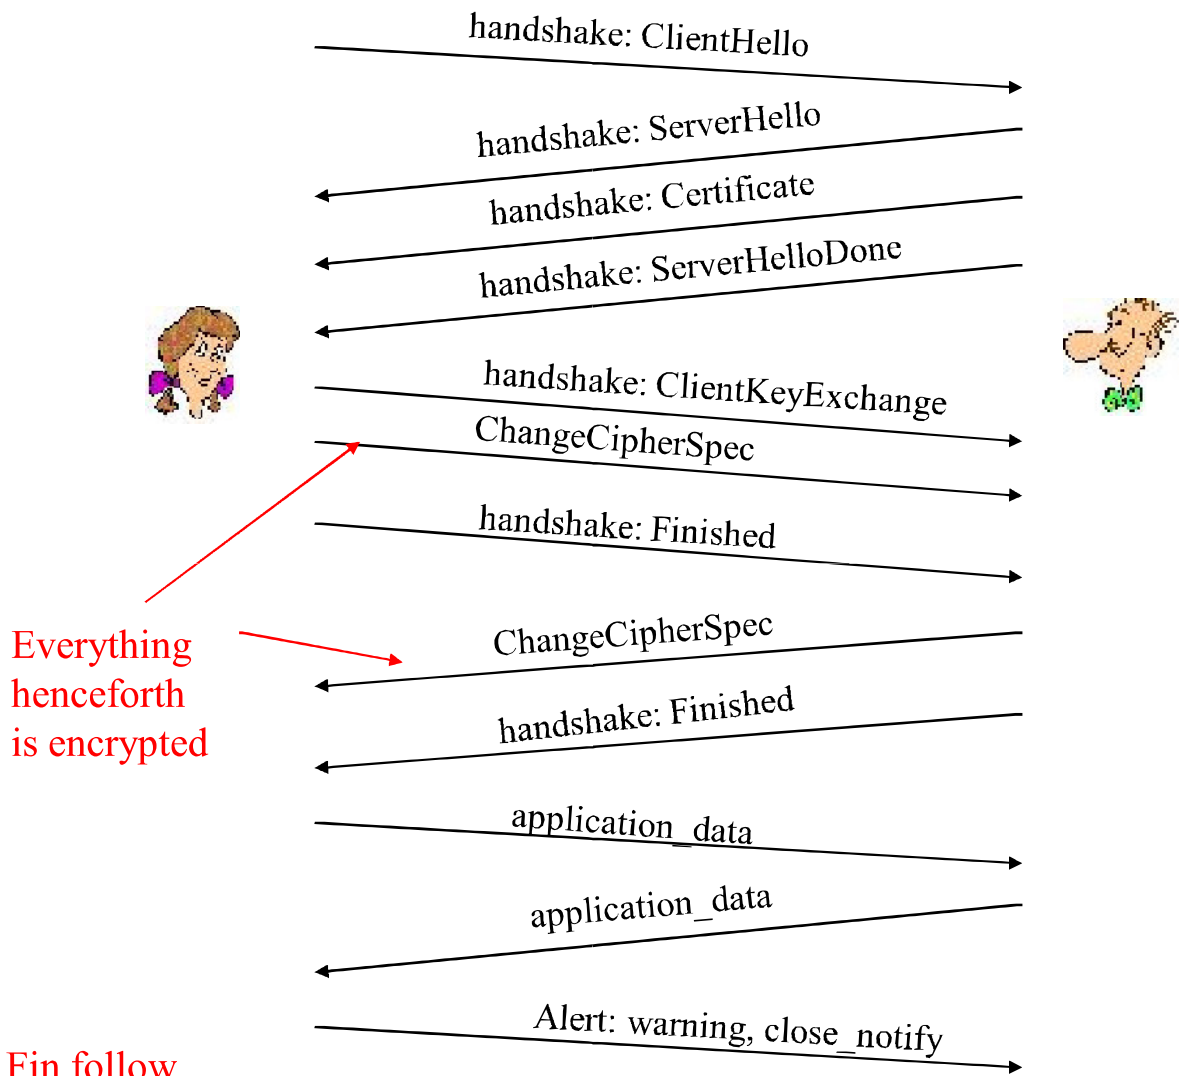 handshake: ClientHello
handshake: ServerHello
handshake: Certificate
handshake: ServerHelloDone
handshake: ClientKeyExchange
ChangeCipherSpec
handshake: Finished
Everything
henceforth
is encrypted
ChangeCipherSpec
handshake: Finished
application_data
application_data
Alert: warning, close_notify
Fin follow